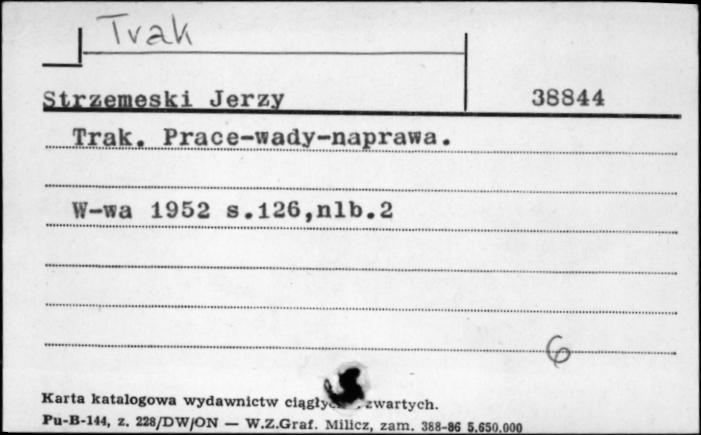 Trak
Strzemeski Jerzy 38844
Trak. Prace-wady-naprawa.
W-wa 1952 s.126,nlb.2
6
Karta katalogowa wydawnictw zwartych.
Pu-B-144, z. 228/DW/ON — W.Z.Graf. Milicz, zam. 388-86 5.650.000